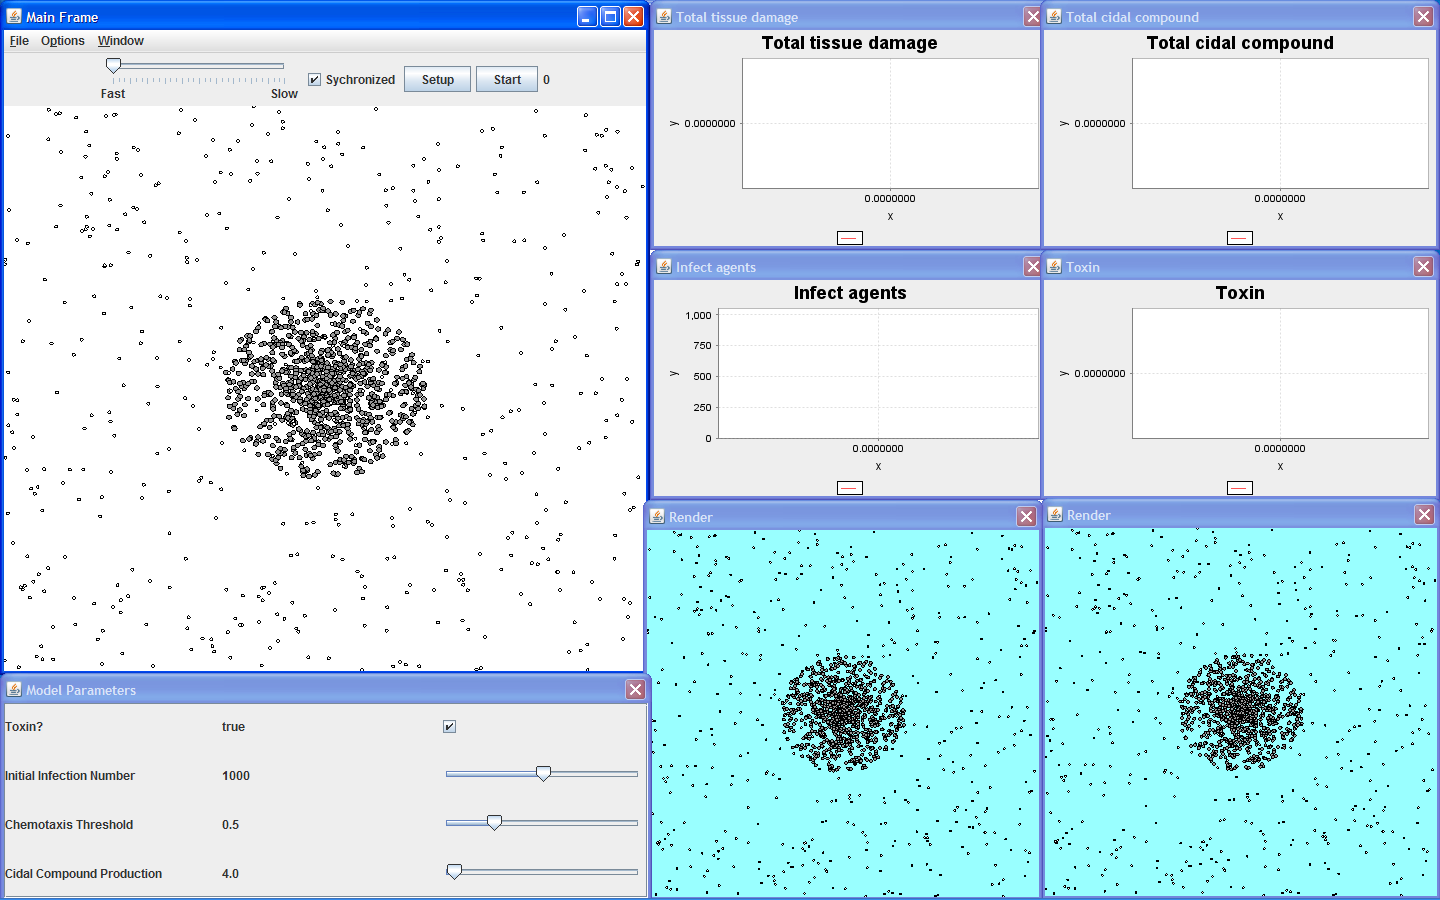 Main Frame
File Options Window
Sychronized Setup Start 0
Fast Slow
Total tissue damage
Total tissue damage
y 0.0000000
0.0000000
x
Total cidal compound
Total cidal compound
y 0.0000000
0.0000000
x
Infect agents
Infect agents
1,000
750
y
500
250
0
0.0000000
x
Toxin
Toxin
y 0.0000000
0.0000000
x
Render
Render
Model Parameters
Toxin? true
Initial Infection Number 1000
Chemotaxis Threshold 0.5
Cidal Compound Production 4.0